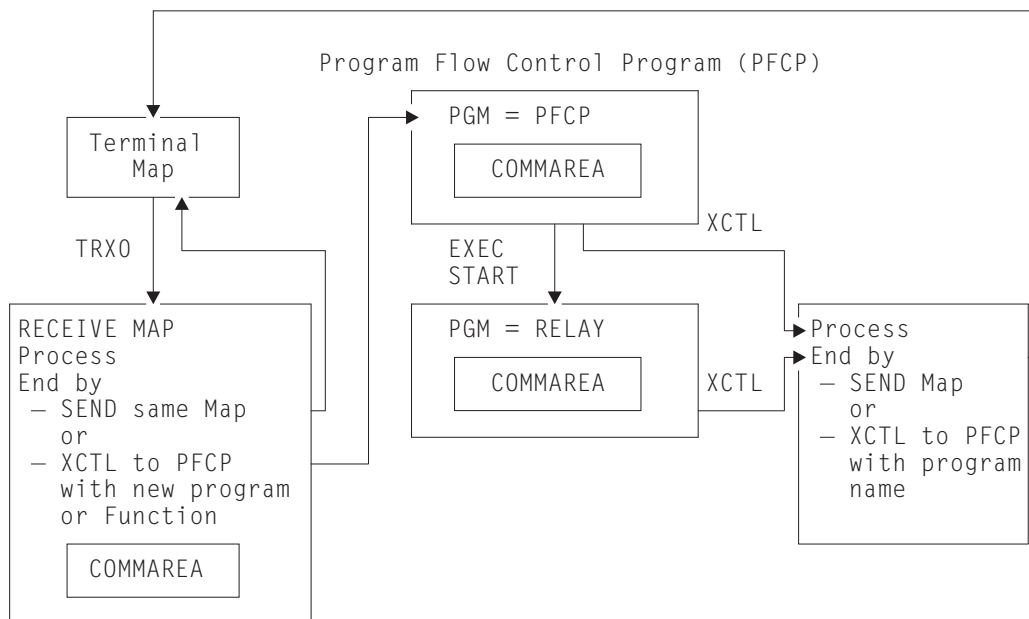 Program Flow Control Program (PFCP)
Terminal
Map
TRXO
RECEIVE MAP
Process
End by
– SEND same Map
or
– XCTL to PFCP
with new program
or Function
COMMAREA
PGM = PFCP
COMMAREA
EXEC
START
XCTL
PGM = RELAY
COMMAREA
XCTL
Process
End by
– SEND Map
or
– XCTL to PFCP
with program
name